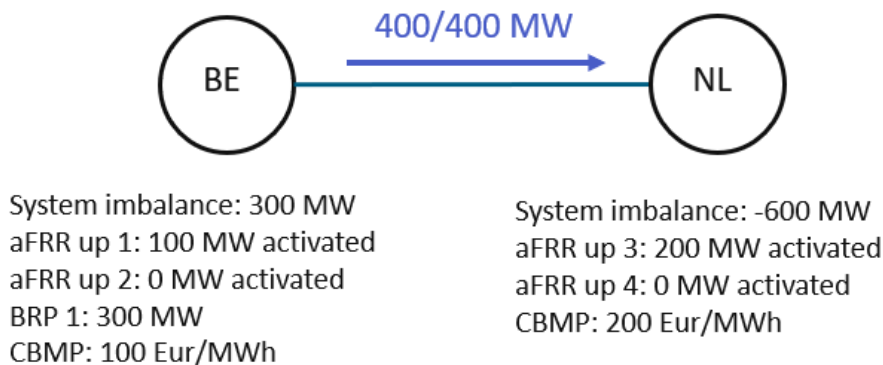 400/400 MW
BE
NL
System imbalance: 300 MW
aFRR up 1: 100 MW activated
aFRR up 2: 0 MW activated
BRP 1: 300 MW
CBMP: 100 Eur/MWh
System imbalance: -600 MW
aFRR up 3: 200 MW activated
aFRR up 4: 0 MW activated
CBMP: 200 Eur/MWh